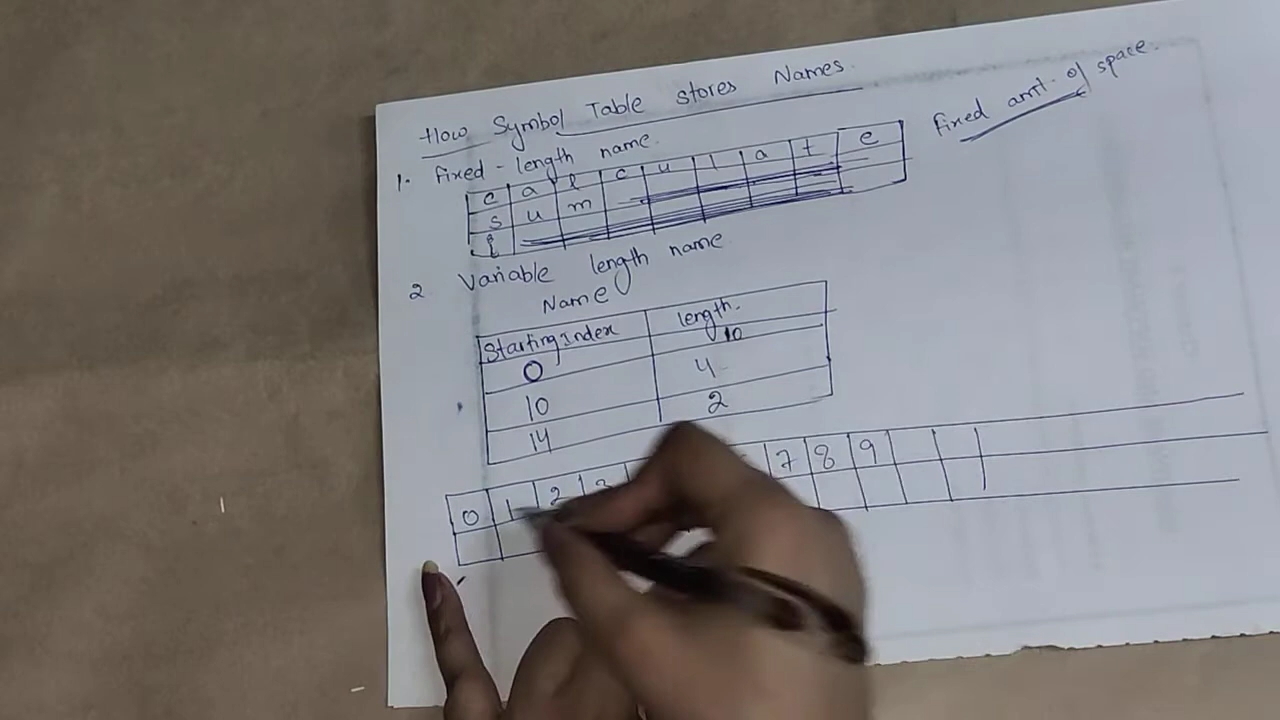 How Symbol Table stores Names.
fixed amt. of space.
1. fixed-length name.
c a l c u l a t e
s u m
i
2 Variable length name
Name
Starting Index length.
0 10
10 4
14 2
0 1 2 3 7 8 9